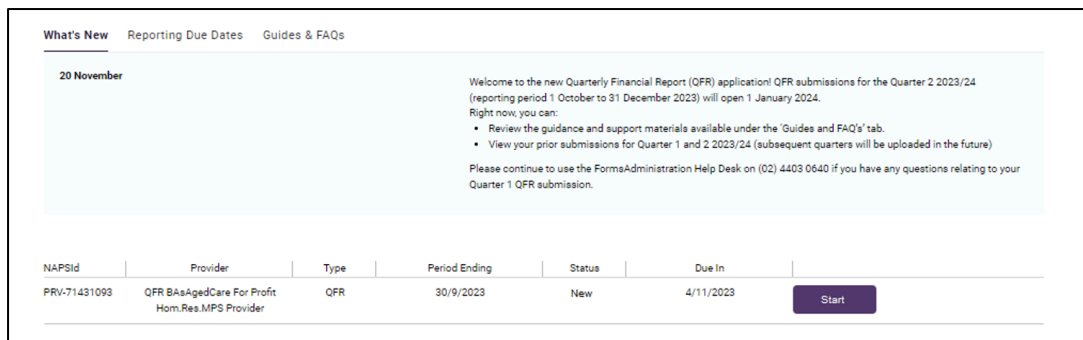 What's New Reporting Due Dates Guides & FAQs
20 November
Welcome to the new Quarterly Financial Report (QFR) application! QFR submissions for the Quarter 2 2023/24
(reporting period 1 October to 31 December 2023) will open 1 January 2024.
Right now, you can:
• Review the guidance and support materials available under the 'Guides and FAQ's' tab.
• View your prior submissions for Quarter 1 and 2 2023/24 (subsequent quarters will be uploaded in the future)
Please continue to use the FormsAdministration Help Desk on (02) 4403 0640 if you have any questions relating to your
Quarter 1 QFR submission.
NAPSId Provider Type Period Ending Status Due In
PRV-71431093 QFR BAsAgedCare For Profit QFR 30/9/2023 New 4/11/2023 Start
Hom.Res.MPS Provider